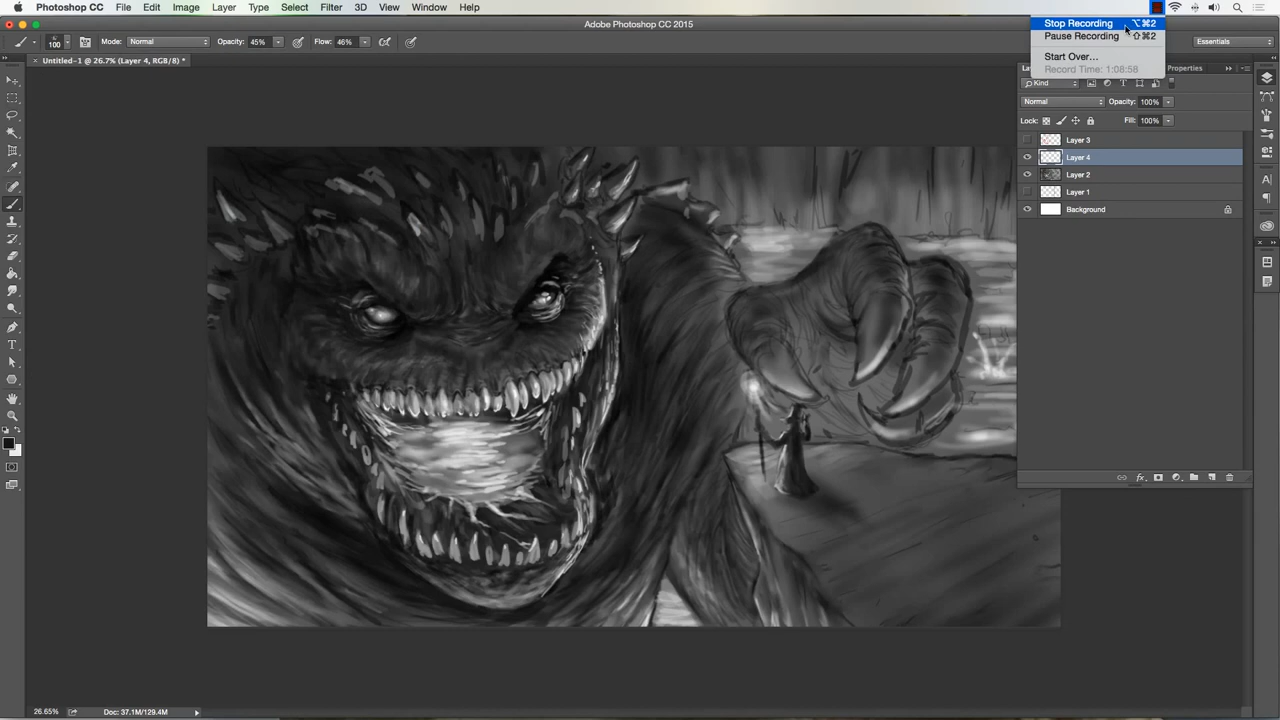 Photoshop CC File Edit Image Layer Type Select Filter 3D View Window Help
Adobe Photoshop CC 2015
Stop Recording ⌥⌘2
Pause Recording ⇧⌘2
Start Over...
Record Time: 1:08:58
100 Mode: Normal Opacity: 45% Flow: 46% Essentials
Untitled-1 @ 26.7% (Layer 4, RGB/8) *
Properties
Kind
Normal Opacity: 100%
Lock: Fill: 100%
Layer 3
Layer 4
Layer 2
Layer 1
Background
26.65% Doc: 37.1M/129.4M